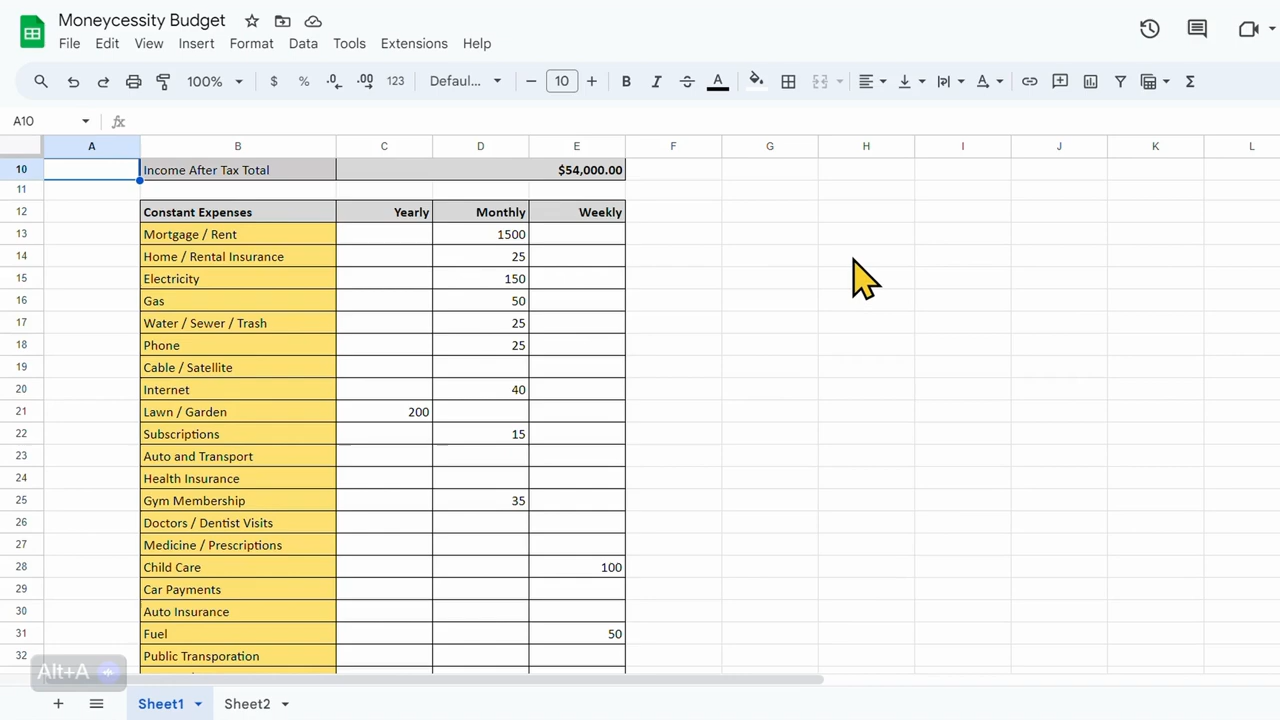 Moneycessity Budget
File Edit View Insert Format Data Tools Extensions Help
100% $ % .0 .00 123 Defaul... − 10 + B I S A Σ
A10 fx
A B C D E F G H I J K L
10 Income After Tax Total $54,000.00
11
12 Constant Expenses Yearly Monthly Weekly
13 Mortgage / Rent 1500
14 Home / Rental Insurance 25
15 Electricity 150
16 Gas 50
17 Water / Sewer / Trash 25
18 Phone 25
19 Cable / Satellite
20 Internet 40
21 Lawn / Garden 200
22 Subscriptions 15
23 Auto and Transport
24 Health Insurance
25 Gym Membership 35
26 Doctors / Dentist Visits
27 Medicine / Prescriptions
28 Child Care 100
29 Car Payments
30 Auto Insurance
31 Fuel 50
32 Public Transporation
Alt+A
+ Sheet1 Sheet2